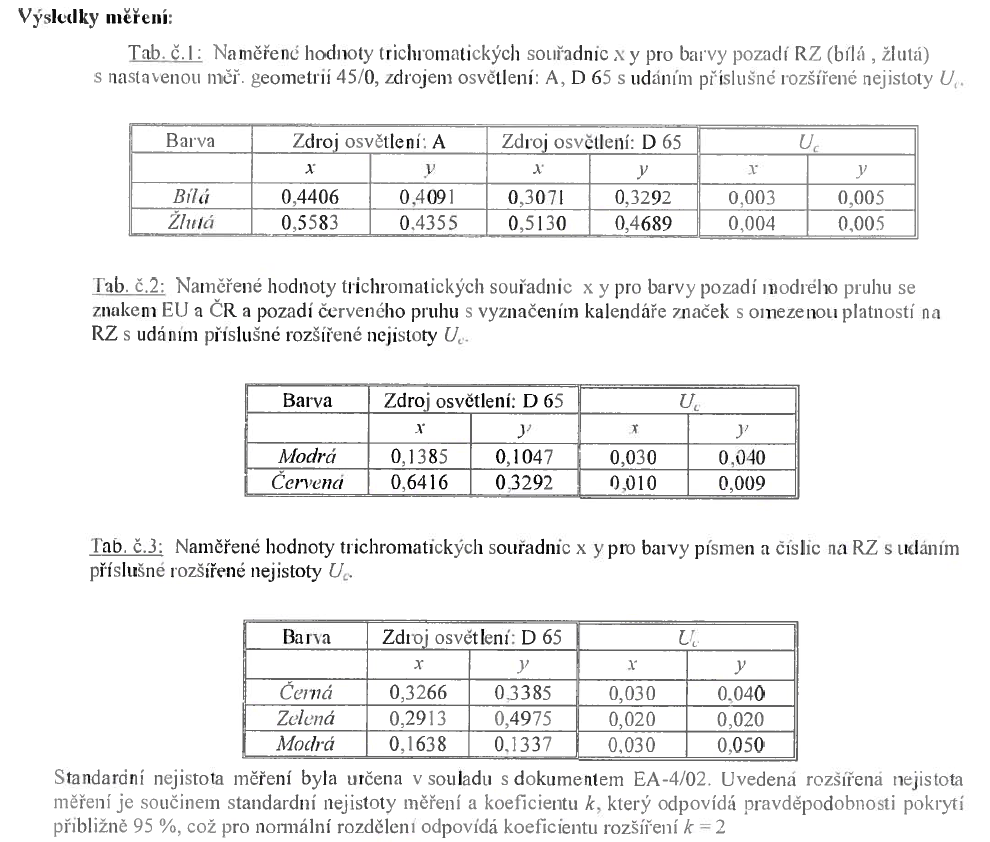 Výsledky měření:
Tab. č.1: Naměřené hodnoty trichromatických souřadnic x y pro barvy pozadí RZ (bílá , žlutá)
s nastavenou měř. geometrií 45/0, zdrojem osvětlení: A, D 65 s udáním příslušné rozšířené nejistoty Uc.
Barva Zdroj osvětlení: A Zdroj osvětlení: D 65 Uc
x y x y x y
Bílá 0,4406 0,4091 0,3071 0,3292 0,003 0,005
Žlutá 0,5583 0,4355 0,5130 0,4689 0,004 0,005
Tab. č.2: Naměřené hodnoty trichromatických souřadnic x y pro barvy pozadí modrého pruhu se
znakem EU a ČR a pozadí červeného pruhu s vyznačením kalendáře značek s omezenou platností na
RZ s udáním příslušné rozšířené nejistoty Uc.
Barva Zdroj osvětlení: D 65 Uc
x y x y
Modrá 0,1385 0,1047 0,030 0,040
Červená 0,6416 0,3292 0,010 0,009
Tab. č.3: Naměřené hodnoty trichromatických souřadnic x y pro barvy písmen a číslic na RZ s udáním
příslušné rozšířené nejistoty Uc.
Barva Zdroj osvětlení: D 65 Uc
x y x y
Černá 0,3266 0,3385 0,030 0,040
Zelená 0,2913 0,4975 0,020 0,020
Modrá 0,1638 0,1337 0,030 0,050
Standardní nejistota měření byla určena v souladu s dokumentem EA-4/02. Uvedená rozšířená nejistota
měření je součinem standardní nejistoty měření a koeficientu k, který odpovídá pravděpodobnosti pokrytí
přibližně 95 %, což pro normální rozdělení odpovídá koeficientu rozšíření k = 2